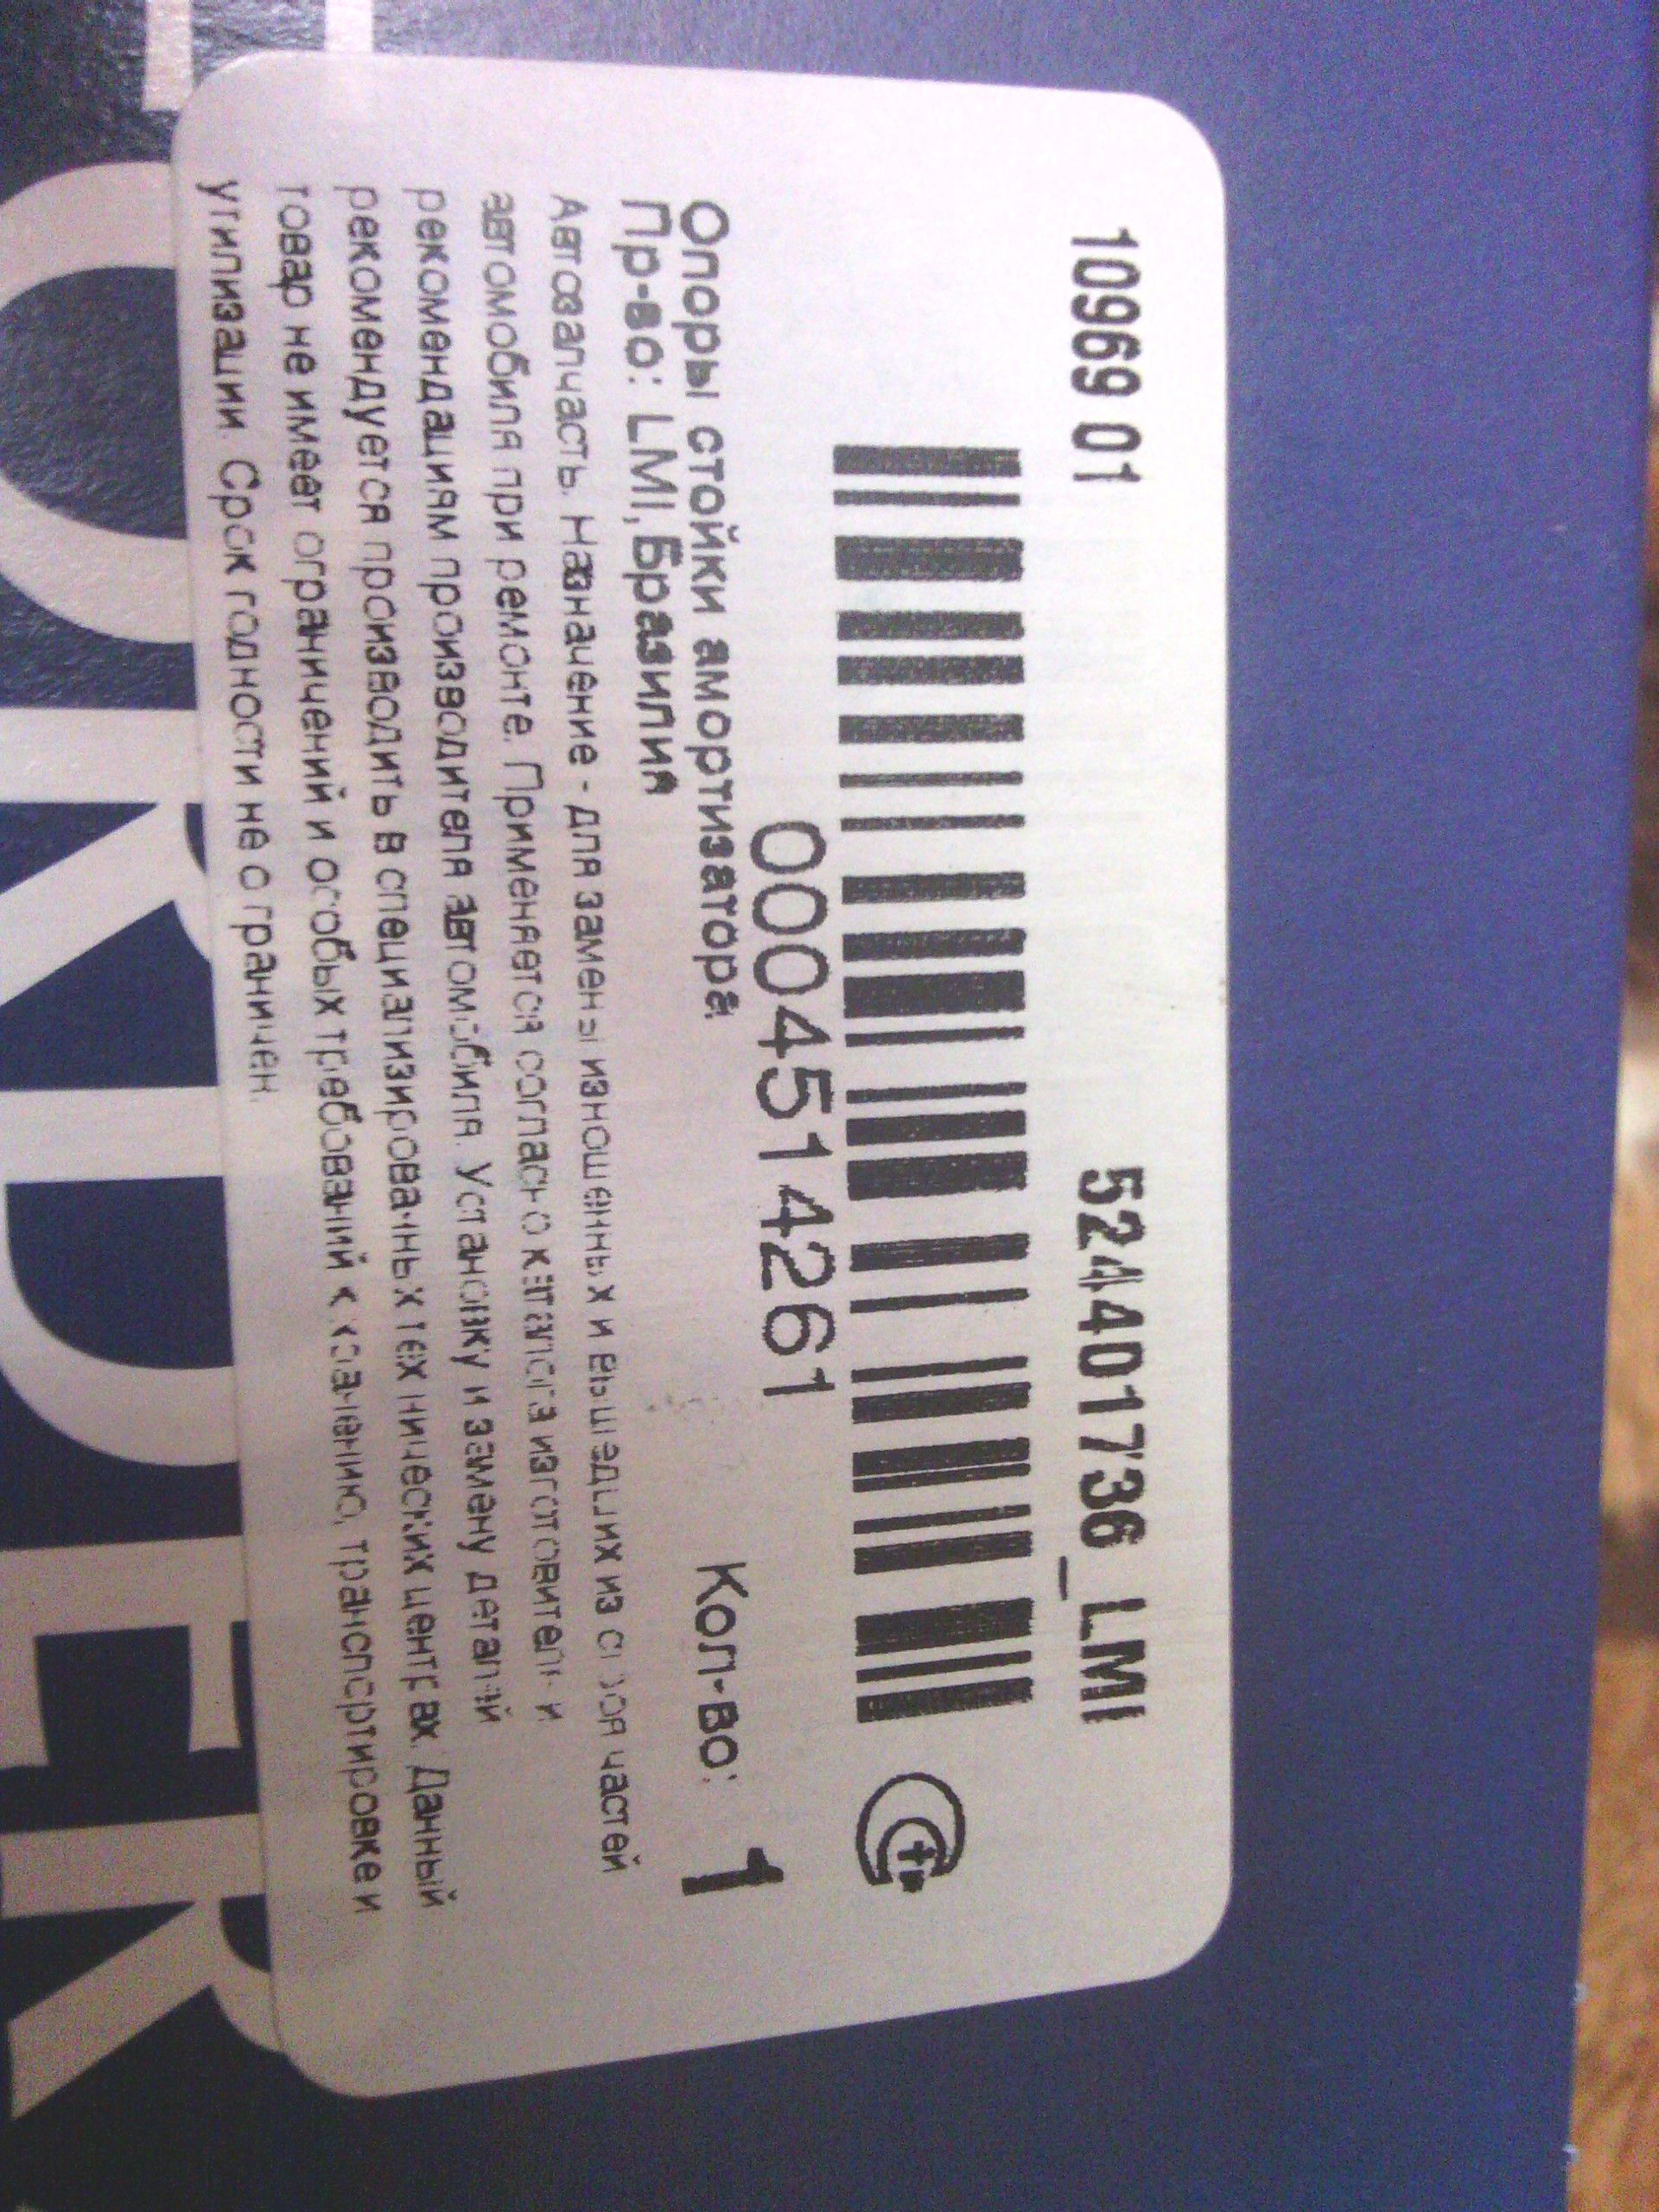 10969 01 5244401736_LMI
0004514261
Опоры стойки амортизатора Кол-во: 1
Пр-во: LMI,Бразилия
Автозапчасть. Назначение - для замены изношенных и вышедших из строя частей
автомобиля при ремонте. Применяется согласно каталога изготовителя и
рекомендациям производителя автомобиля. Установку и замену деталей
рекомендуется производить в специализированных технических центрах. Данный
товар не имеет ограничений и особых требований к хранению, транспортировке и
утилизации. Срок годности не ограничен.